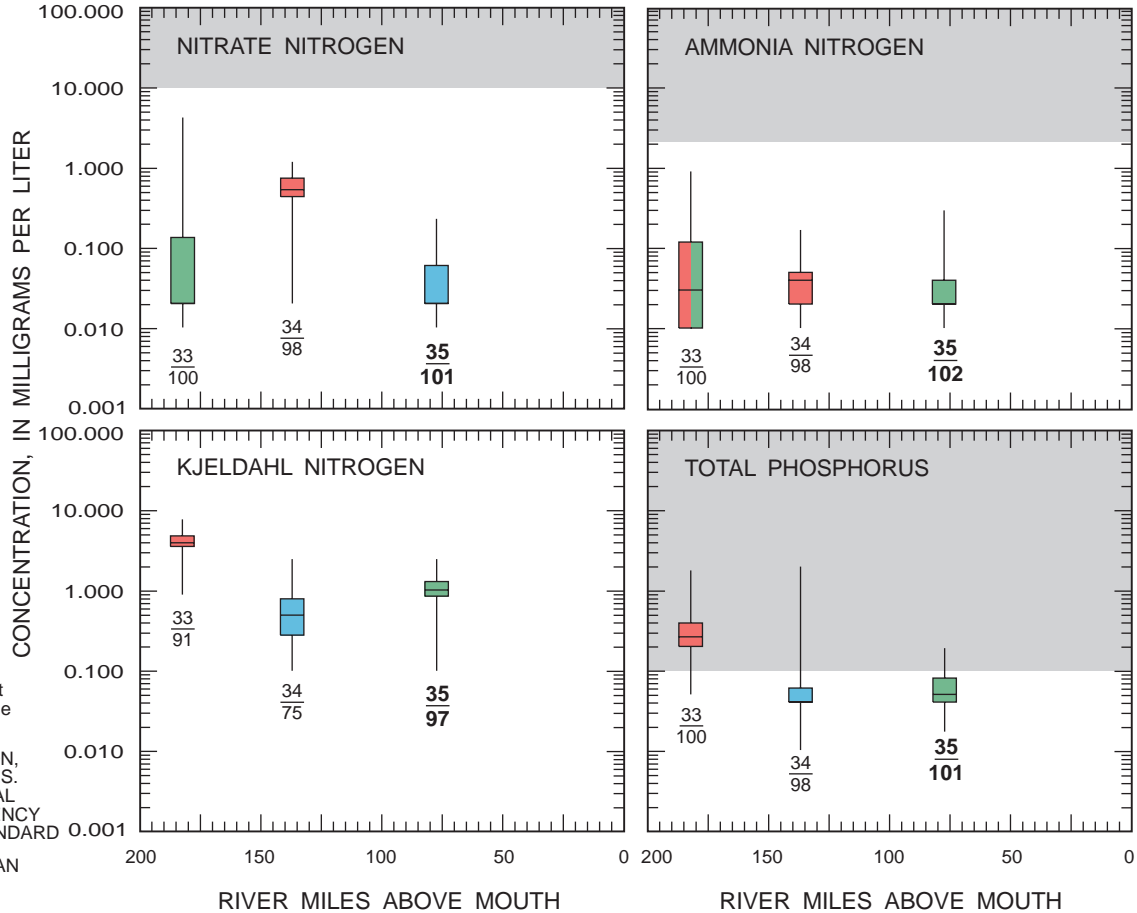 100.000
10.000
1.000
0.100
0.010
0.001
NITRATE NITROGEN
33
100
34
98
35
101
AMMONIA NITROGEN
33
100
34
98
35
102
CONCENTRATION, IN MILLIGRAMS PER LITER
100.000
10.000
1.000
0.100
0.010
0.001
KJELDAHL NITROGEN
33
91
34
75
35
97
TOTAL PHOSPHORUS
33
100
34
98
35
101
t
e
N,
S.
AL
NCY
NDARD
AN
200 150 100 50 0
200 150 100 50 0
RIVER MILES ABOVE MOUTH
RIVER MILES ABOVE MOUTH